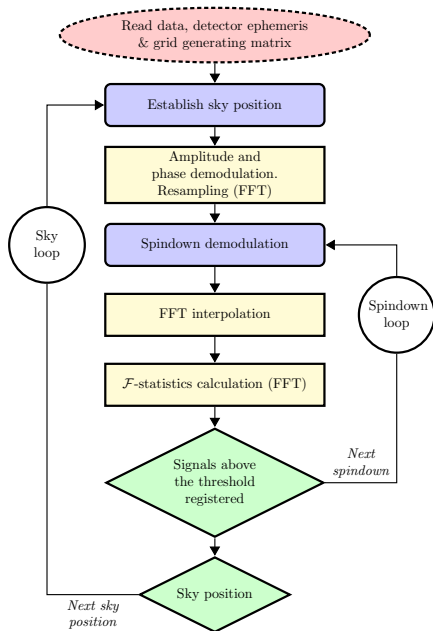 Read data, detector ephemeris
& grid generating matrix
Establish sky position
Amplitude and
phase demodulation.
Resampling (FFT)
Sky
loop
Spindown demodulation
Spindown
loop
FFT interpolation
ℱ-statistics calculation (FFT)
Signals above
the threshold
registered
Next
spindown
Sky position
Next sky
position